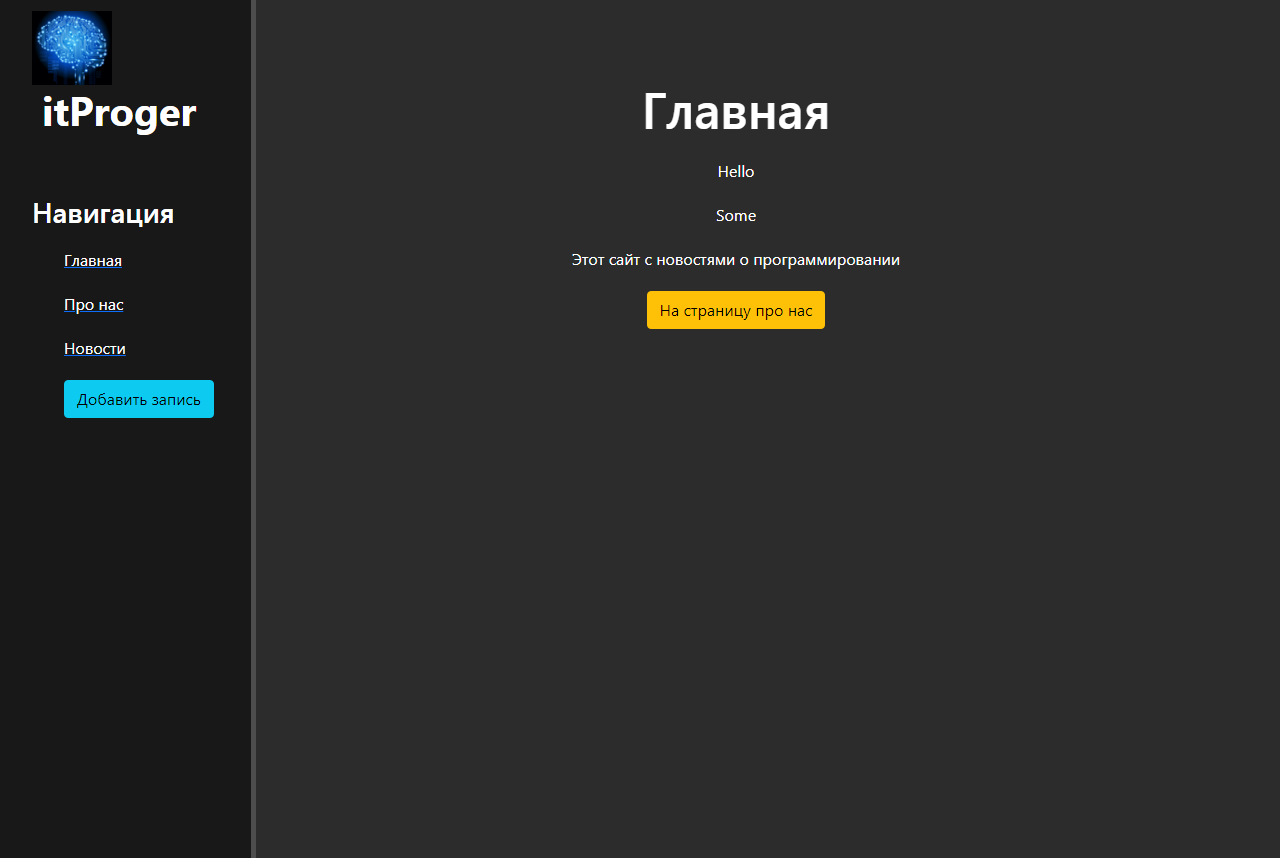 itProger
Навигация
Главная
Про нас
Новости
Добавить запись
Главная
Hello
Some
Этот сайт с новостями о программировании
На страницу про нас